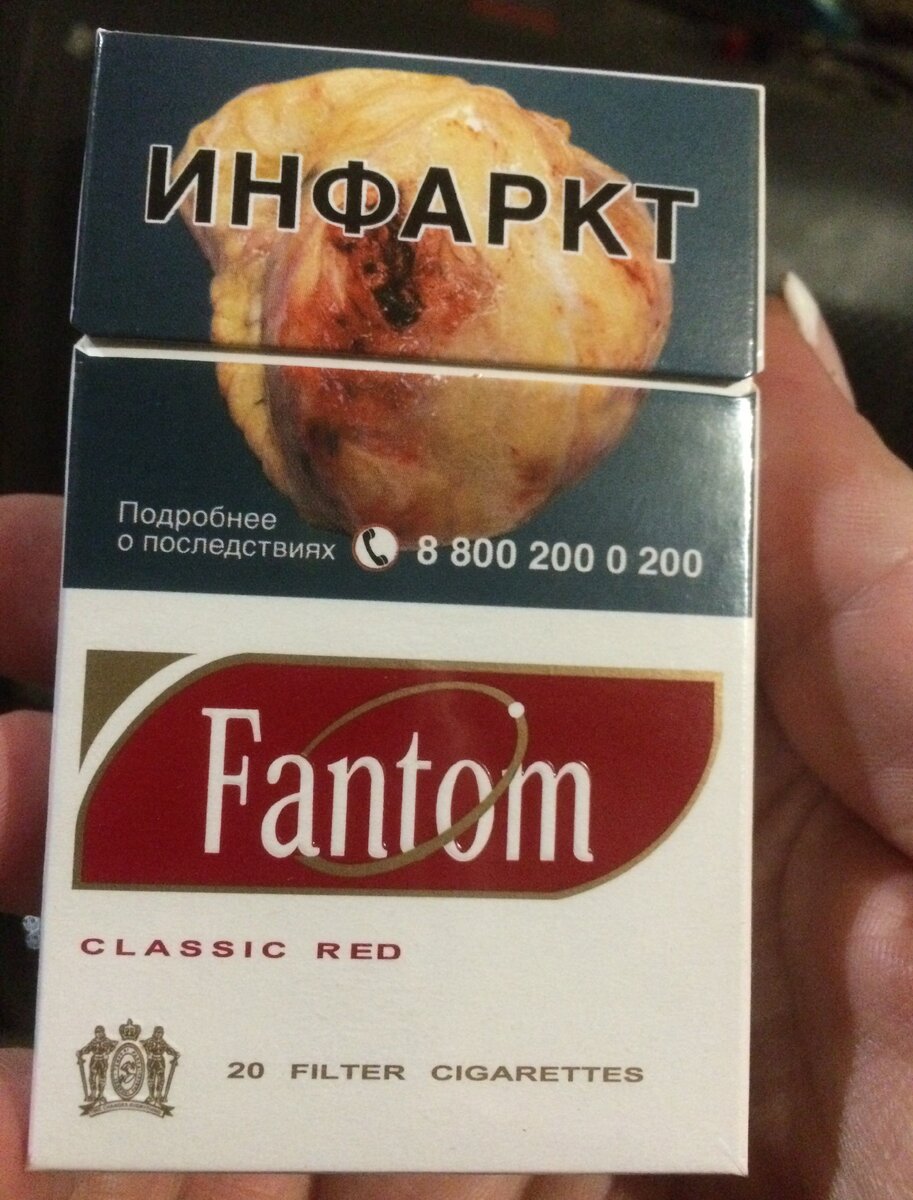 ИНФАРКТ
Подробнее
о последствиях 8 800 200 0 200
Fantom
CLASSIC RED
20 FILTER CIGARETTES